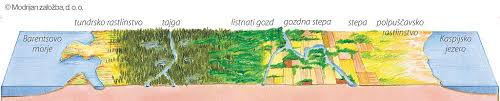 © Modrijan založba, d. o. o.
tundrsko rastlinstvo
tajga
listnati gozd
gozdna stepa
stepa
polpuščavsko
rastlinstvo
Barentsovo
morje
Kaspijsko
jezero